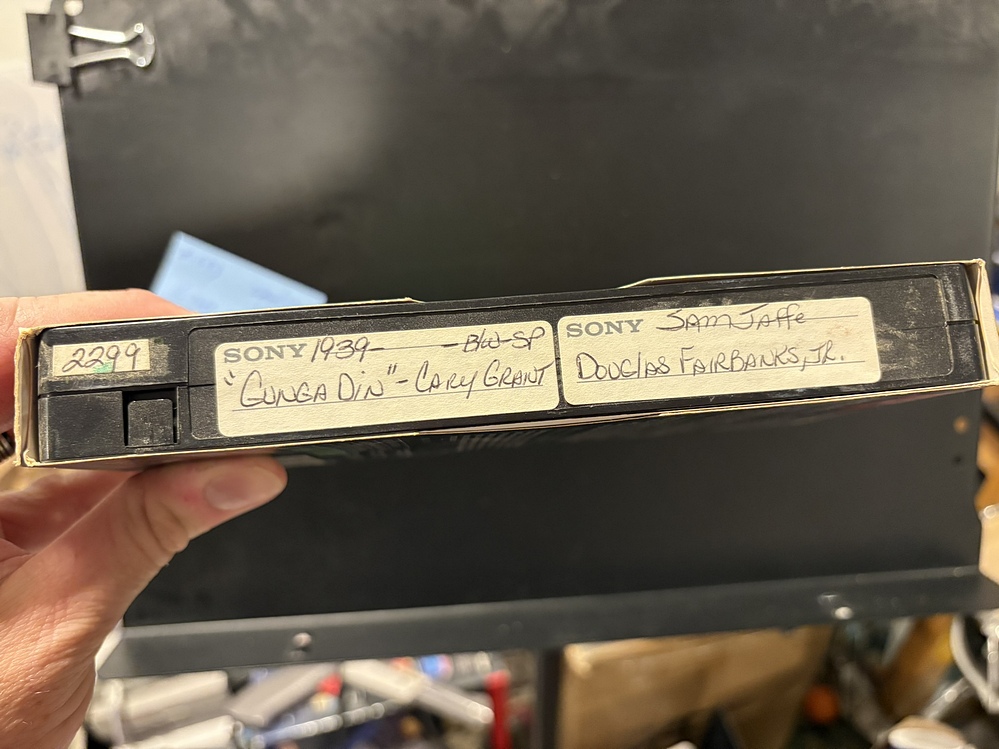 2299
SONY 1939- -B/W-SP
"GUNGA DIN" - CARY GRANT
SONY SAM JAFFE
DOUGLAS FAIRBANKS, JR.